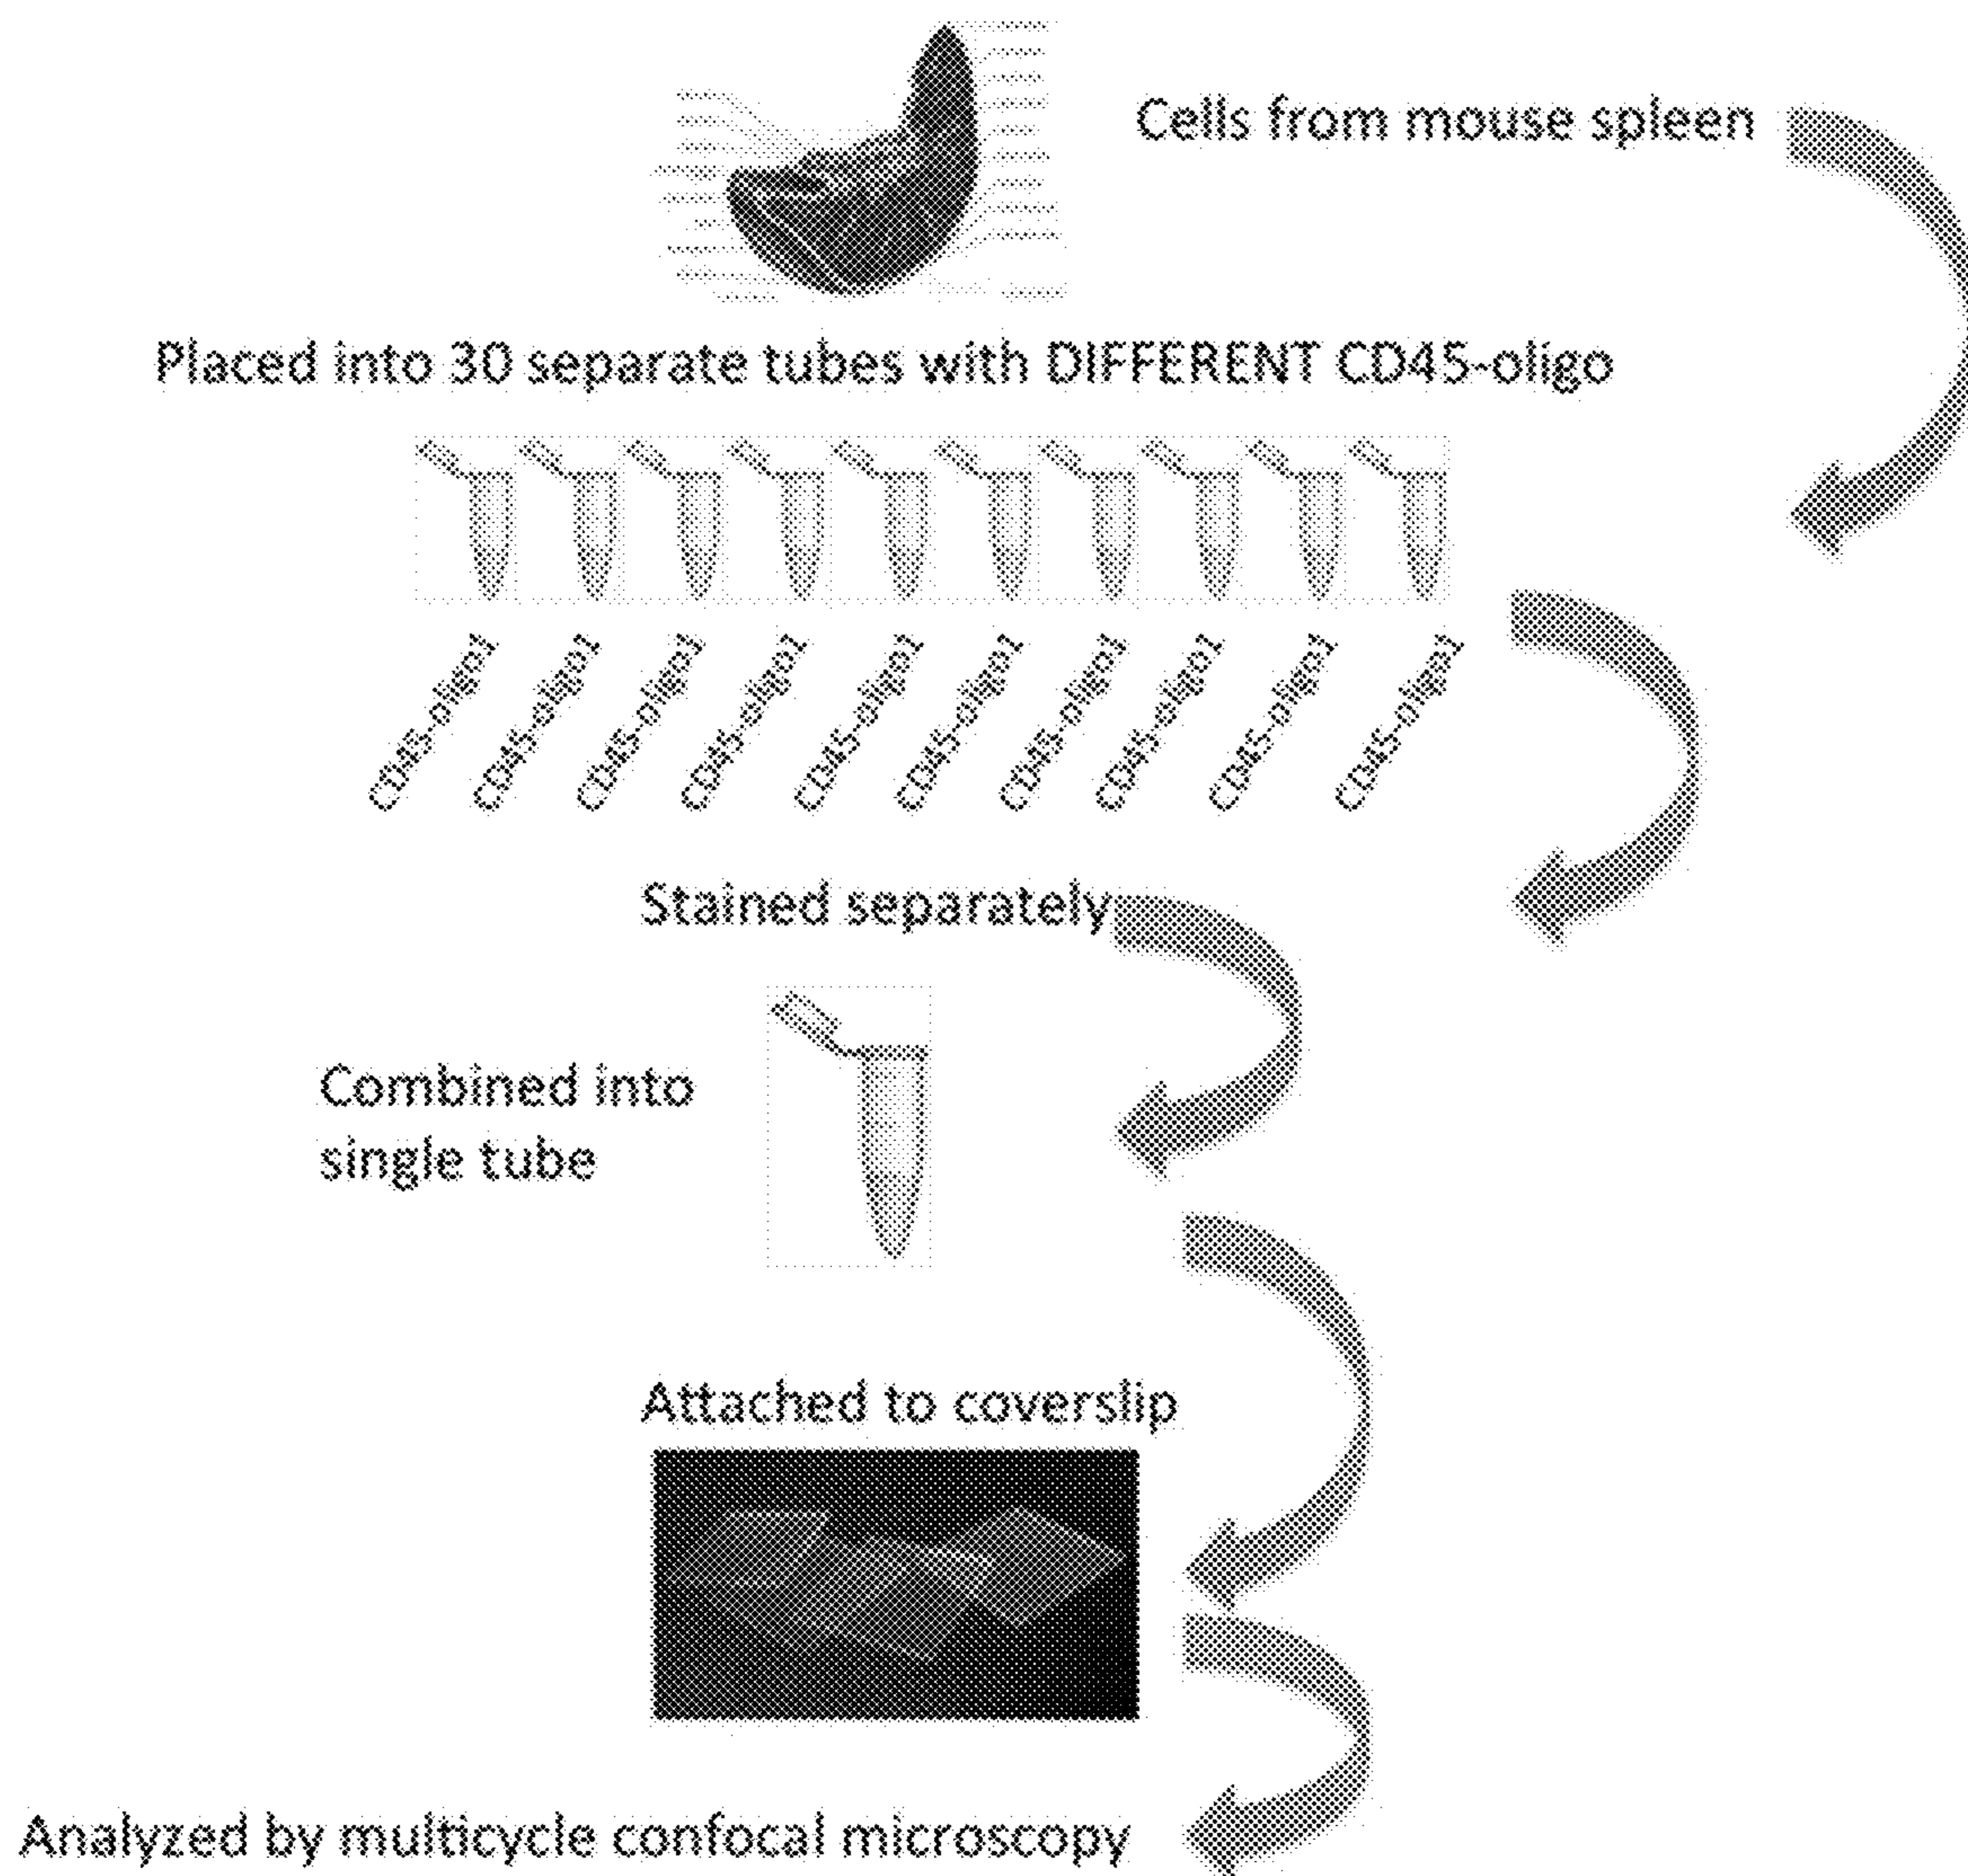 Cells from mouse spleen
Placed into 30 separate tubes with DIFFERENT CD45-oligo
CD45-oligo1
CD45-oligo1
CD45-oligo1
CD45-oligo1
CD45-oligo1
CD45-oligo1
CD45-oligo1
CD45-oligo1
CD45-oligo1
CD45-oligo1
Stained separately
Combined into
single tube
Attached to coverslip
Analyzed by multicycle confocal microscopy